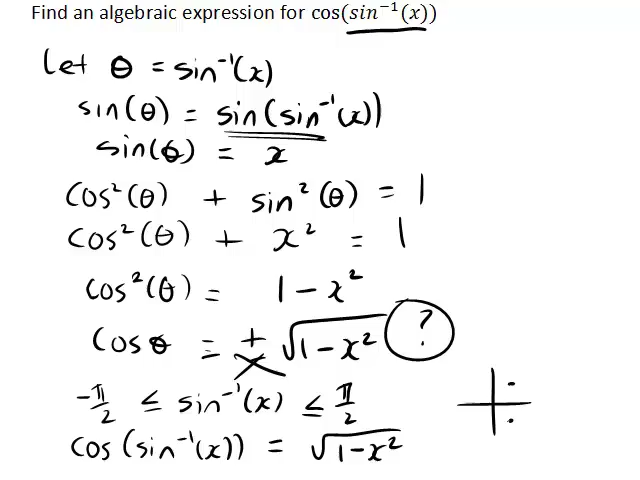 Find an algebraic expression for cos(sin⁻¹(x))
Let θ = sin⁻¹(x)
sin(θ) = sin(sin⁻¹(x))
sin(θ) = x
cos²(θ) + sin²(θ) = 1
cos²(θ) + x² = 1
cos²(θ) = 1 - x²
cos θ = ± √(1-x²) ?
-π/2 ≤ sin⁻¹(x) ≤ π/2
cos(sin⁻¹(x)) = √(1-x²)